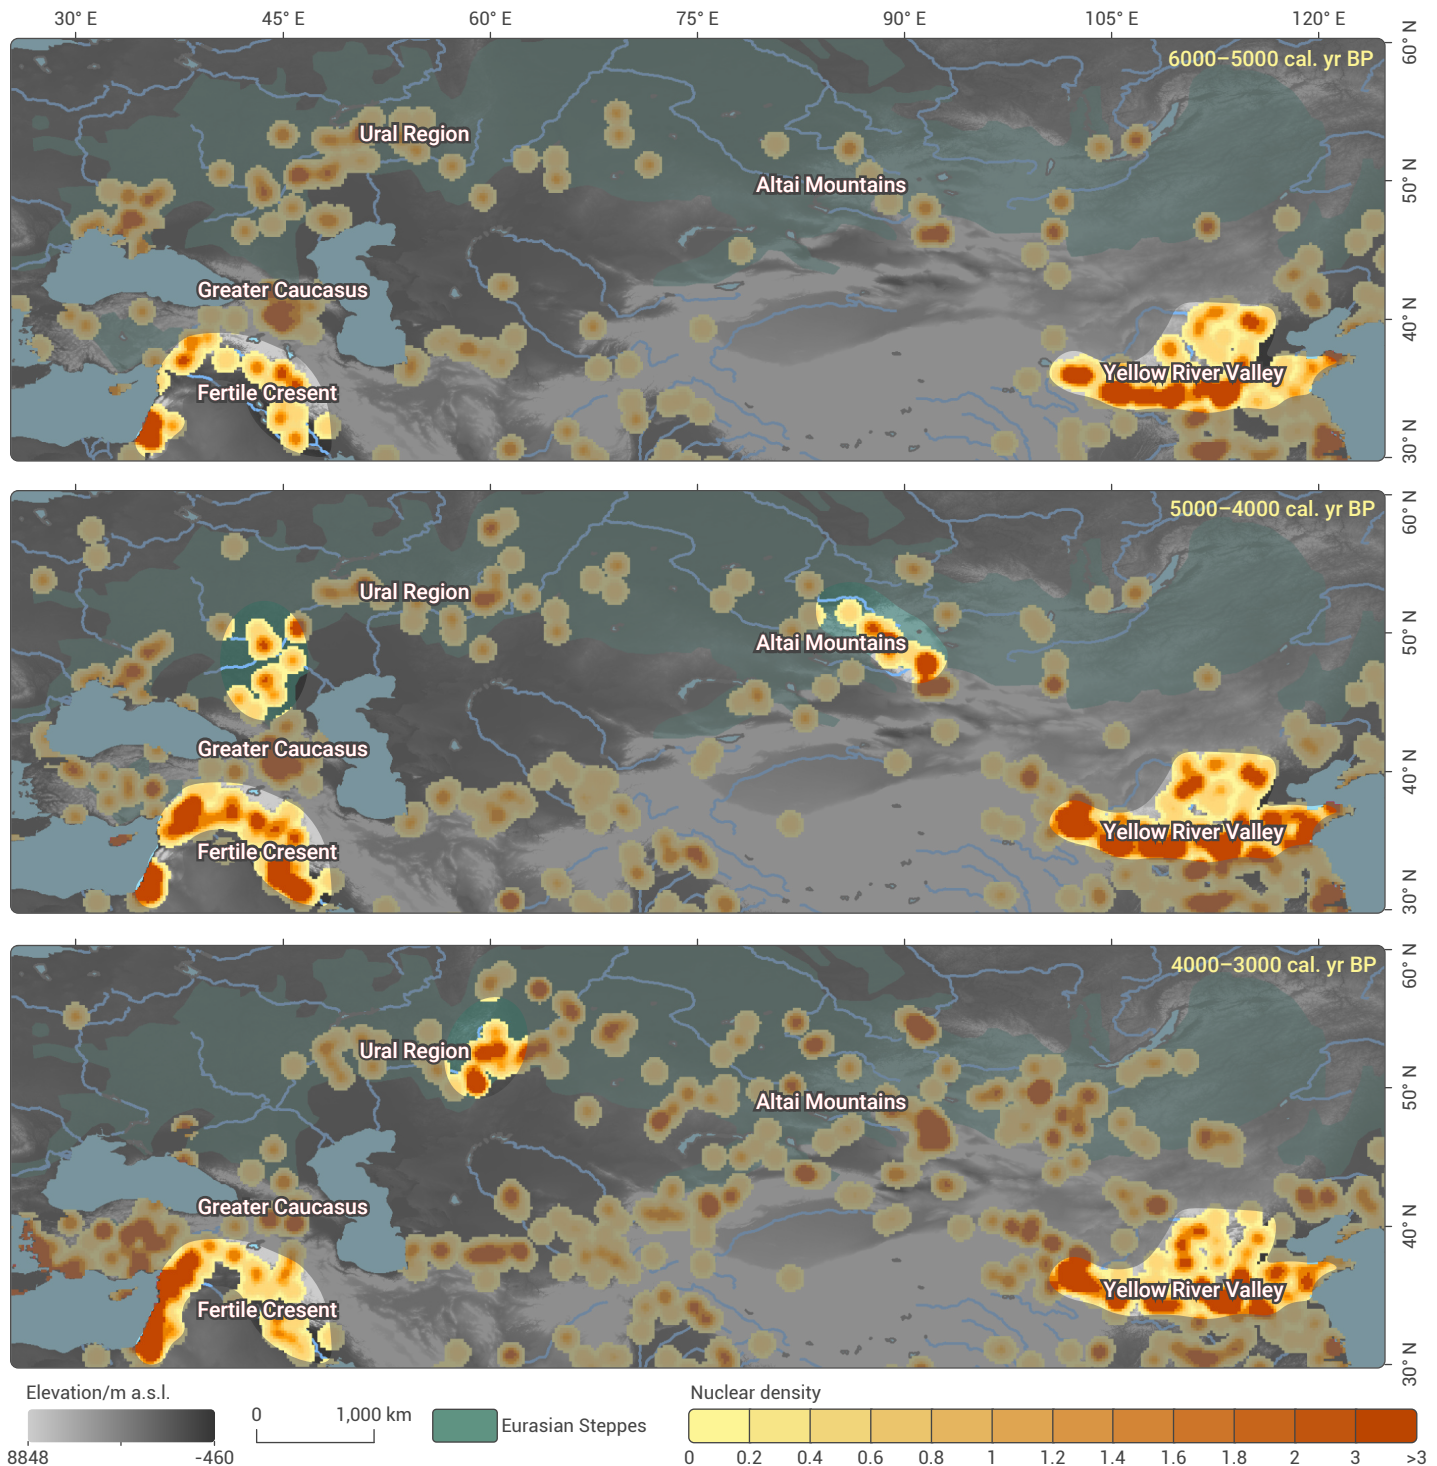 30° E 45° E 60° E 75° E 90° E 105° E 120° E
6000–5000 cal. yr BP
60° N
Ural Region
Altai Mountains
50° N
Greater Caucasus
40° N
Yellow River Valley
Fertile Cresent
30° N
5000–4000 cal. yr BP
60° N
Ural Region
Altai Mountains
50° N
Greater Caucasus
40° N
Yellow River Valley
Fertile Cresent
30° N
4000–3000 cal. yr BP
60° N
Ural Region
Altai Mountains
50° N
Greater Caucasus
40° N
Yellow River Valley
Fertile Cresent
30° N
Elevation/m a.s.l.
8848 -460
0 1,000 km
Eurasian Steppes
Nuclear density
0 0.2 0.4 0.6 0.8 1 1.2 1.4 1.6 1.8 2 3 >3